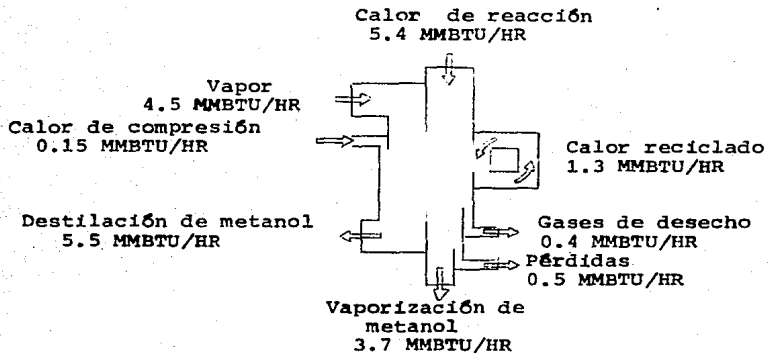 Calor de reacción
5.4 MMBTU/HR
Vapor
4.5 MMBTU/HR
Calor de compresión
0.15 MMBTU/HR
Calor reciclado
1.3 MMBTU/HR
Destilación de metanol
5.5 MMBTU/HR
Gases de desecho
0.4 MMBTU/HR
Pérdidas
0.5 MMBTU/HR
Vaporización de
metanol
3.7 MMBTU/HR